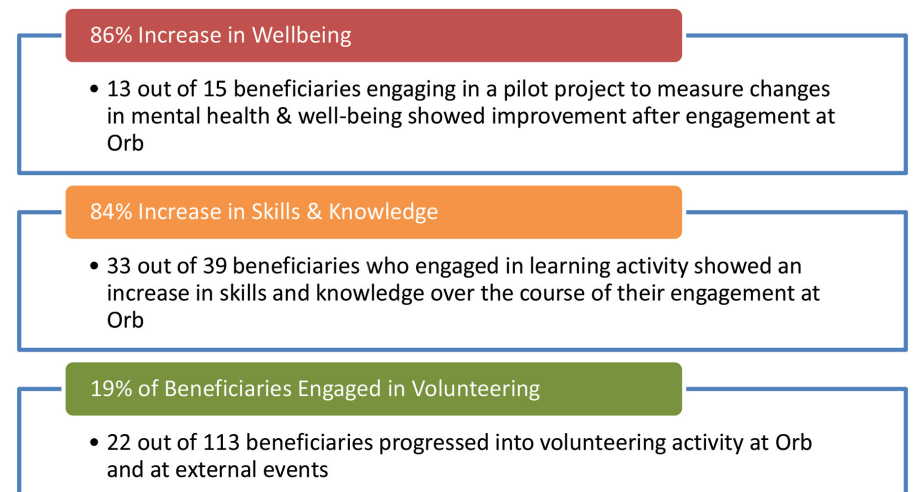 86% Increase in Wellbeing
• 13 out of 15 beneficiaries engaging in a pilot project to measure changes
in mental health & well-being showed improvement after engagement at
Orb
84% Increase in Skills & Knowledge
• 33 out of 39 beneficiaries who engaged in learning activity showed an
increase in skills and knowledge over the course of their engagement at
Orb
19% of Beneficiaries Engaged in Volunteering
• 22 out of 113 beneficiaries progressed into volunteering activity at Orb
and at external events